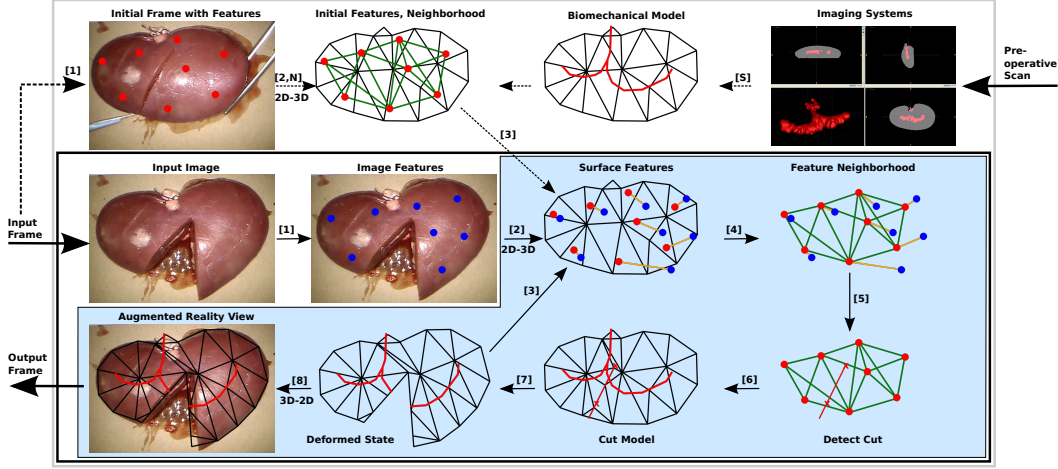 Initial Frame with Features
Initial Features, Neighborhood
Biomechanical Model
Imaging Systems
[1]
[2,N]
2D-3D
[S]
Pre-
operative
Scan
[3]
Input Image
Image Features
Surface Features
Feature Neighborhood
Input
Frame
[1]
[2]
2D-3D
[4]
[3]
[5]
Augmented Reality View
Output
Frame
[8]
3D-2D
[7]
[6]
Deformed State
Cut Model
Detect Cut